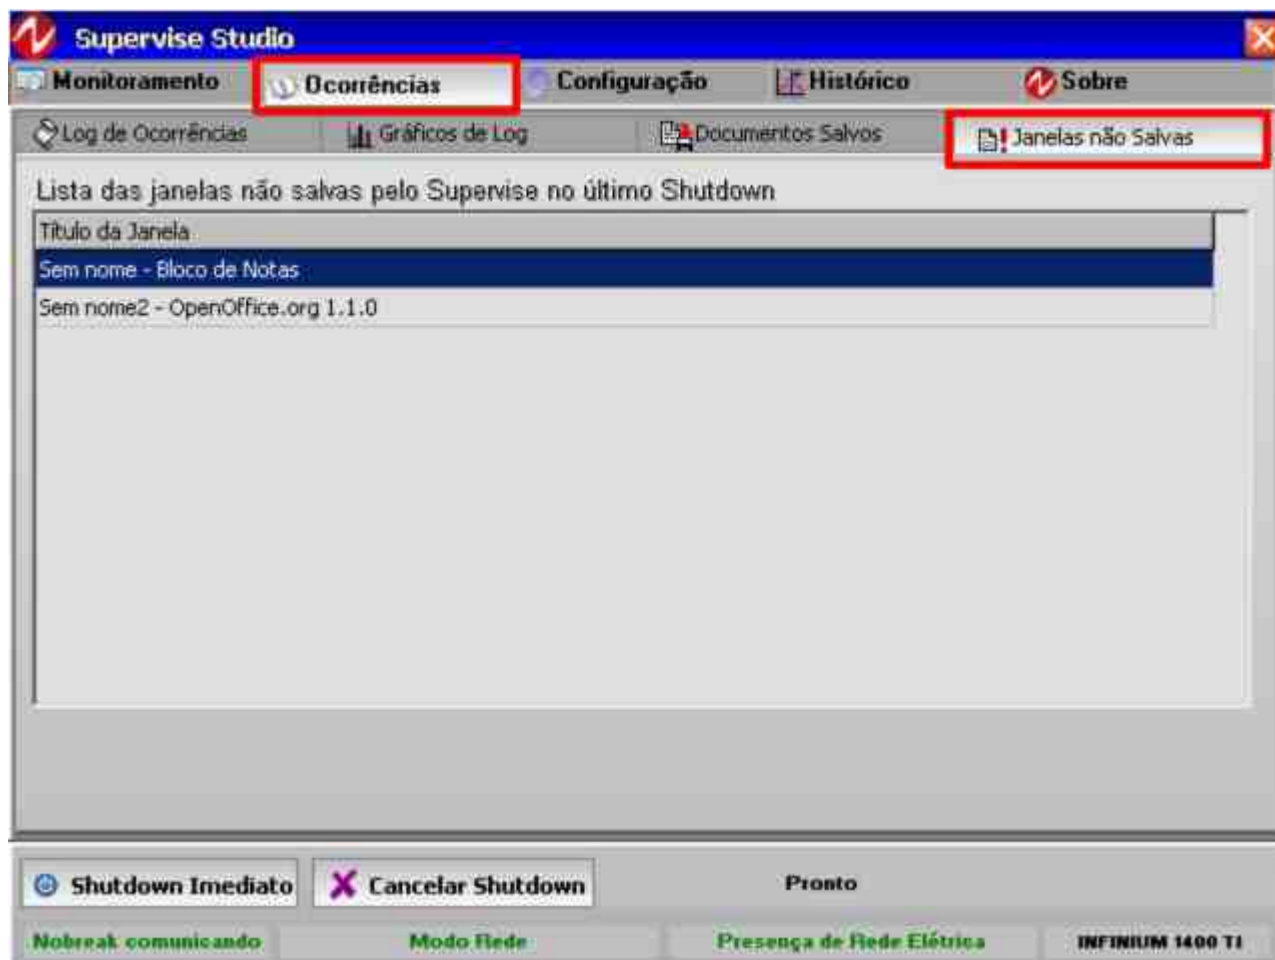 Supervise Studio
Monitoramento Ocorrências Configuração Histórico Sobre
Log de Ocorrências Gráficos de Log Documentos Salvos Janelas não Salvas
Lista das janelas não salvas pelo Supervise no último Shutdown
Título da Janela
Sem nome - Bloco de Notas
Sem nome2 - OpenOffice.org 1.1.0
Shutdown Imediato Cancelar Shutdown Pronto
Nobreak comunicando Modo Rede Presença de Rede Elétrica INFINIUM 1400 TI